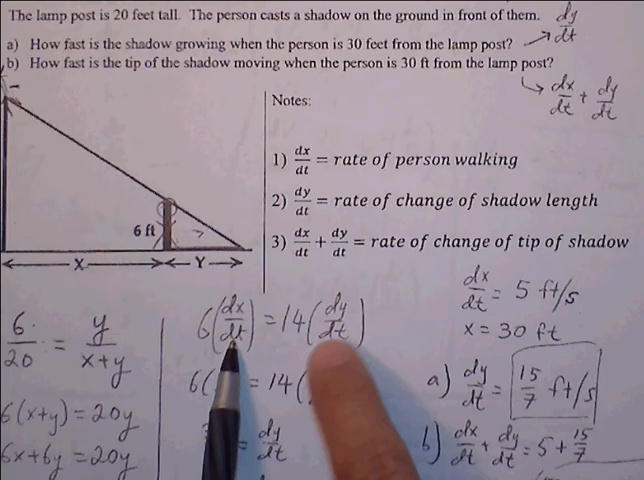 The lamp post is 20 feet tall. The person casts a shadow on the ground in front of them.
a) How fast is the shadow growing when the person is 30 feet from the lamp post? → dy/dt
b) How fast is the tip of the shadow moving when the person is 30 ft from the lamp post?
↳ dx/dt + dy/dt
Notes:
1) dx/dt = rate of person walking
2) dy/dt = rate of change of shadow length
3) dx/dt + dy/dt = rate of change of tip of shadow
6 ft
X Y
dx/dt = 5 ft/s
x = 30 ft
6/20 = y/(x+y)
6(x+y) = 20y
6x+6y = 20y
6(dx/dt) = 14(dy/dt)
6( = 14(
= dy/dt
a) dy/dt = 15/7 ft/s
b) dx/dt + dy/dt = 5 + 15/7